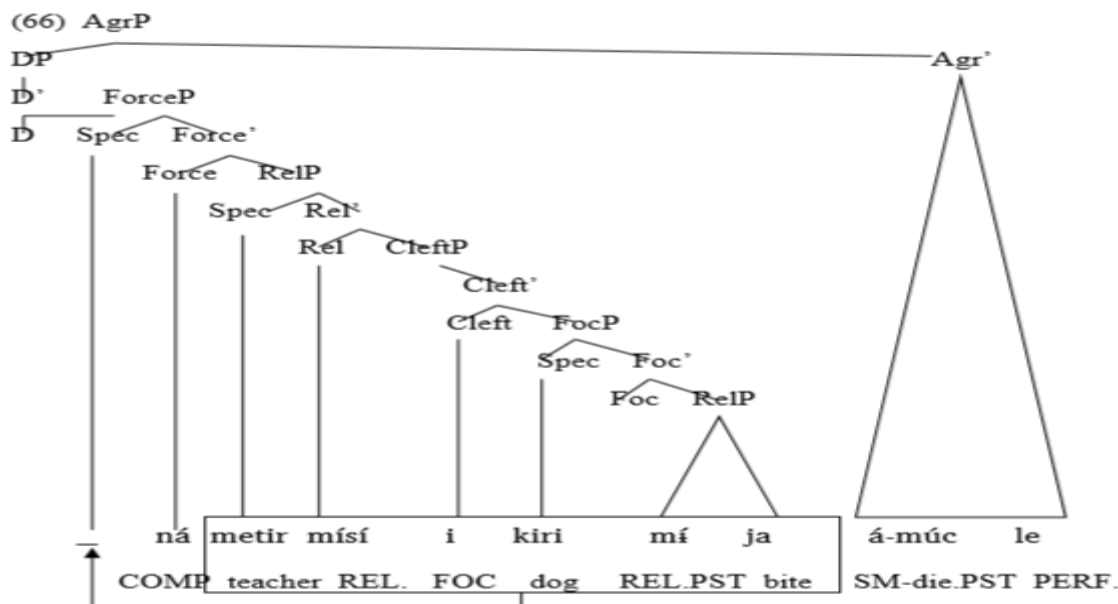 (66) AgrP
DP Agr’
D’ ForceP
D Spec Force’
Force RelP
Spec Rel’
Rel CleftP
Cleft’
Cleft FocP
Spec Foc’
Foc RelP
ná metir mísí i kiri mɨ́ ja á-múc le
COMP teacher REL. FOC dog REL.PST bite SM-die.PST PERF.